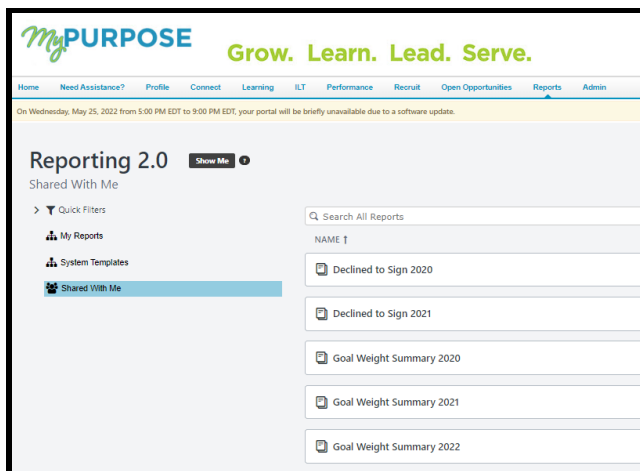 MyPURPOSE
Grow. Learn. Lead. Serve.
Home Need Assistance? Profile Connect Learning ILT Performance Recruit Open Opportunities Reports Admin
On Wednesday, May 25, 2022 from 5:00 PM EDT to 9:00 PM EDT, your portal will be briefly unavailable due to a software update.
Reporting 2.0 Show Me ?
Shared With Me
Quick Filters
My Reports
System Templates
Shared With Me
Search All Reports
NAME
Declined to Sign 2020
Declined to Sign 2021
Goal Weight Summary 2020
Goal Weight Summary 2021
Goal Weight Summary 2022